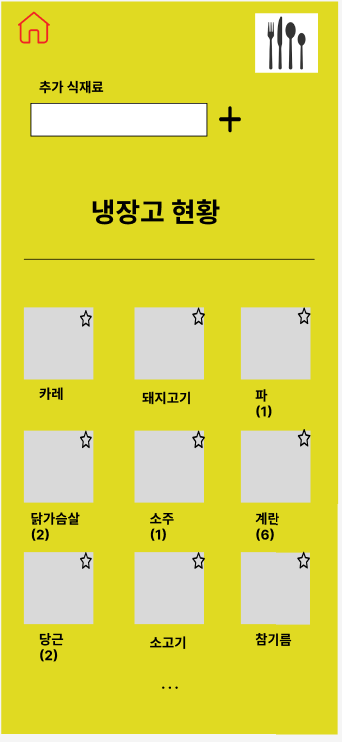 추가 식재료
냉장고 현황
카레
돼지고기
파
(1)
닭가슴살
(2)
소주
(1)
계란
(6)
당근
(2)
소고기
참기름
...